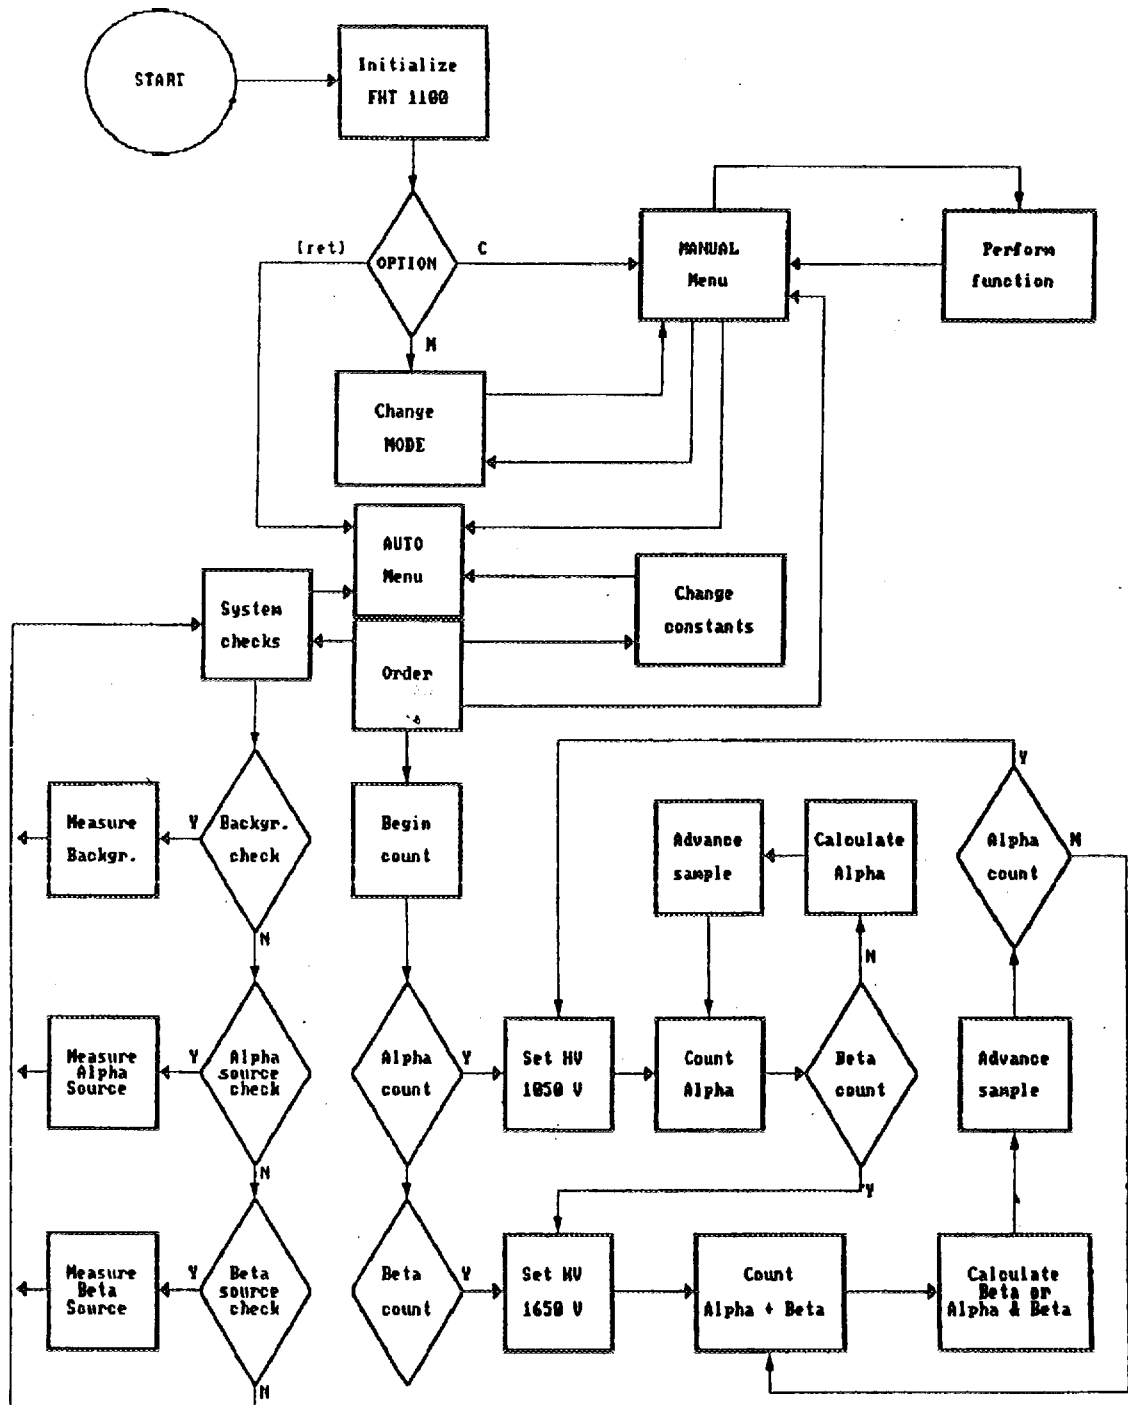 START
Initialize
FHT 1100
(ret)
OPTION
C
M
MANUAL
Menu
Perform
function
Change
MODE
AUTO
Menu
System
checks
Change
constants
Order
Measure
Backgr.
Y
Backgr.
check
N
Begin
count
Advance
sample
Calculate
Alpha
Y
Alpha
count
N
Measure
Alpha
Source
Y
Alpha
source
check
N
Alpha
count
Y
Set HV
1050 V
Count
Alpha
N
Beta
count
Y
Advance
sample
Measure
Beta
Source
Y
Beta
source
check
N
Beta
count
Y
Set HV
1650 V
Count
Alpha + Beta
Calculate
Beta or
Alpha & Beta